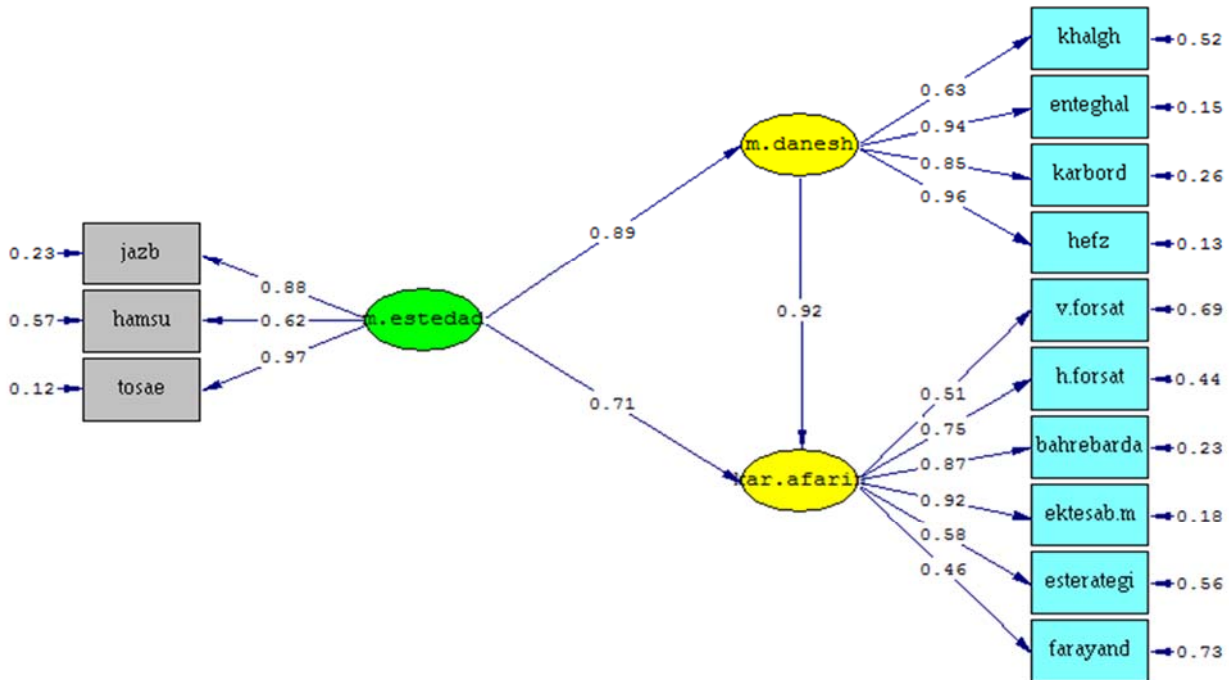 khalgh
0.52
0.63
enteghal
0.15
0.94
karbord
0.26
0.85
hefz
0.13
0.96
m.danesh
0.89
0.92
0.23
jazb
0.88
0.57
hamsu
0.62
0.12
tosae
0.97
m.estedad
0.71
kar.afari
v.forsat
0.69
0.51
h.forsat
0.44
0.75
bahrebarda
0.23
0.87
ektesab.m
0.18
0.92
esterategi
0.56
0.58
farayand
0.73
0.46